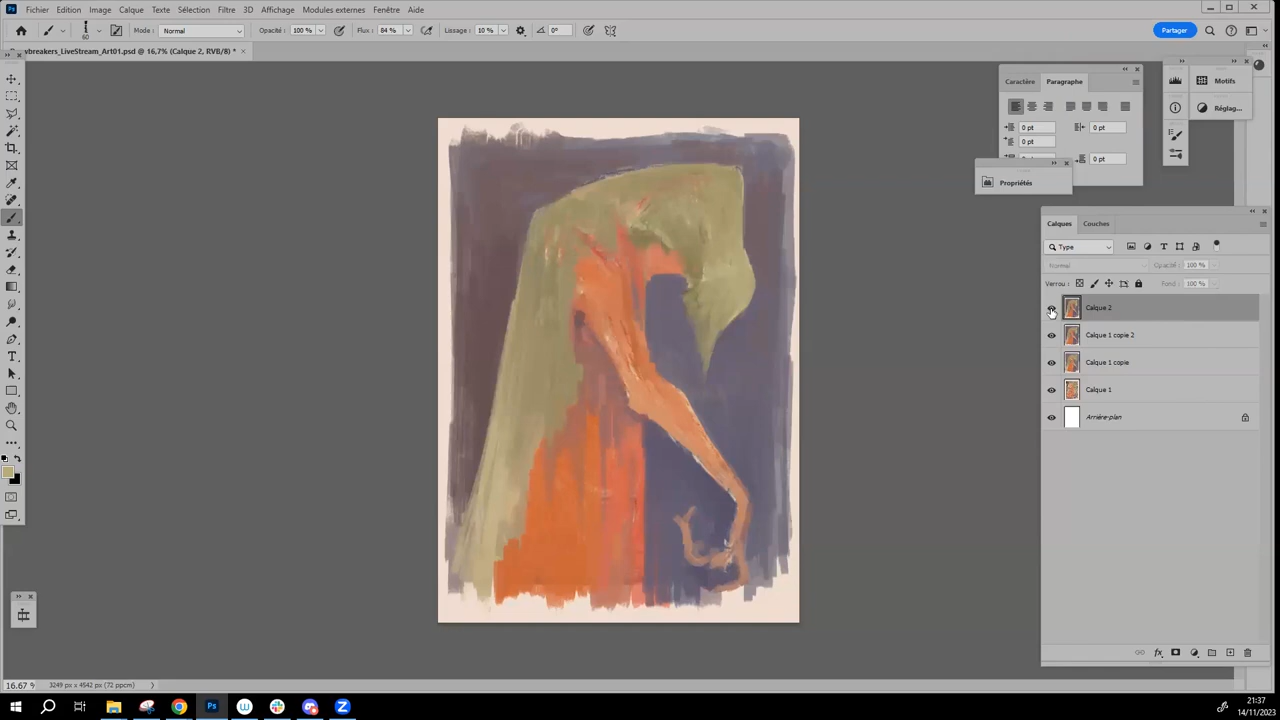 Fichier Edition Image Calque Texte Sélection Filtre 3D Affichage Modules externes Fenêtre Aide
60 Mode : Normal Opacité : 100 % Flux : 84 % Lissage : 10 % 0° Partager
ybreakers_LiveStream_Art01.psd @ 16,7% (Calque 2, RVB/8) *
Caractère Paragraphe
Motifs
Réglag...
0 pt 0 pt
0 pt
0 pt
Propriétés
Calques Couches
Type
Normal Opacité : 100 %
Verrou : Fond : 100 %
Calque 2
Calque 1 copie 2
Calque 1 copie
Calque 1
Arrière-plan
fx
16.67 % 3249 px x 4542 px (72 ppcm)
21:37
14/11/2023